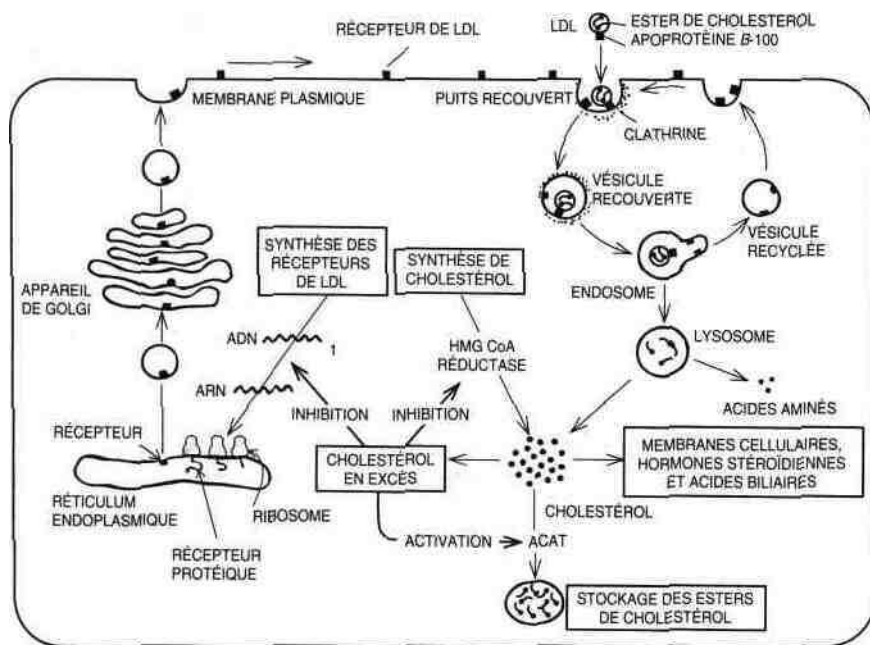 RÉCEPTEUR DE LDL
LDL
ESTER DE CHOLESTÉROL
APOPROTÉINE B-100
MEMBRANE PLASMIQUE
PUITS RECOUVERT
CLATHRINE
VÉSICULE
RECOUVERTE
VÉSICULE
RECYCLÉE
SYNTHÈSE DES
RÉCEPTEURS
DE LDL
SYNTHÈSE DE
CHOLESTÉROL
ENDOSOME
APPAREIL
DE GOLGI
ADN
1
HMG CoA
RÉDUCTASE
LYSOSOME
ARN
ACIDES AMINÉS
INHIBITION
INHIBITION
RÉCEPTEUR
CHOLESTÉROL
EN EXCÈS
MEMBRANES CELLULAIRES,
HORMONES STÉROÏDIENNES
ET ACIDES BILIAIRES
RÉTICULUM
ENDOPLASMIQUE
RIBOSOME
CHOLESTÉROL
RÉCEPTEUR
PROTÉIQUE
ACTIVATION
ACAT
STOCKAGE DES ESTERS
DE CHOLESTÉROL